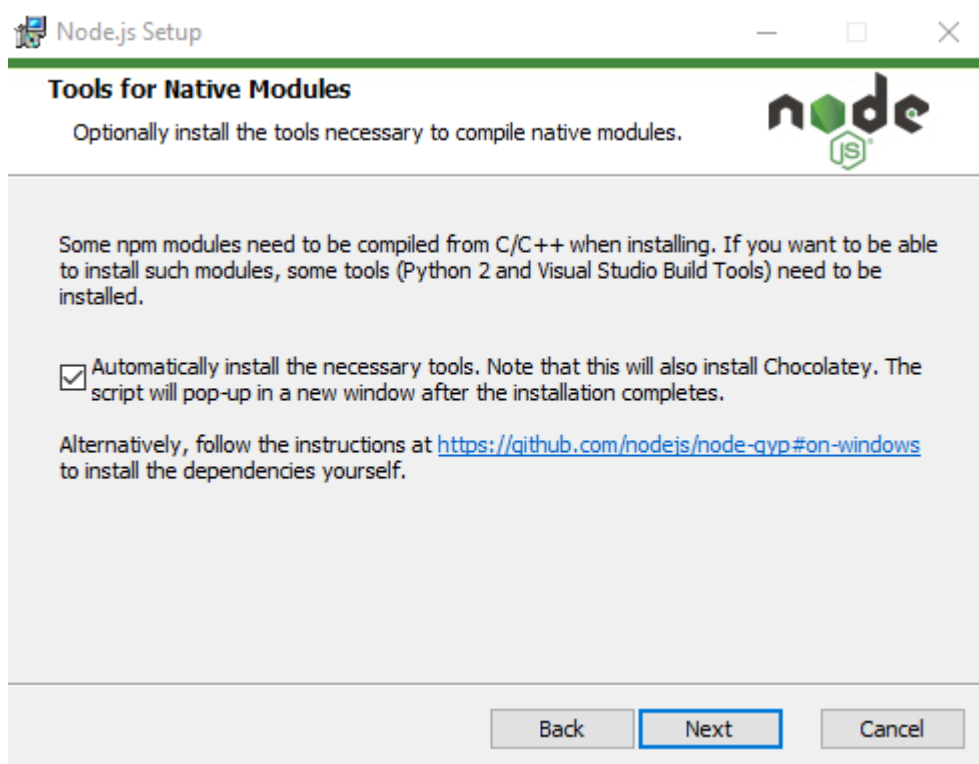 Node.js Setup
Tools for Native Modules
Optionally install the tools necessary to compile native modules.
node
JS
Some npm modules need to be compiled from C/C++ when installing. If you want to be able
to install such modules, some tools (Python 2 and Visual Studio Build Tools) need to be
installed.
Automatically install the necessary tools. Note that this will also install Chocolatey. The
script will pop-up in a new window after the installation completes.
Alternatively, follow the instructions at https://github.com/nodejs/node-gyp#on-windows
to install the dependencies yourself.
Back
Next
Cancel